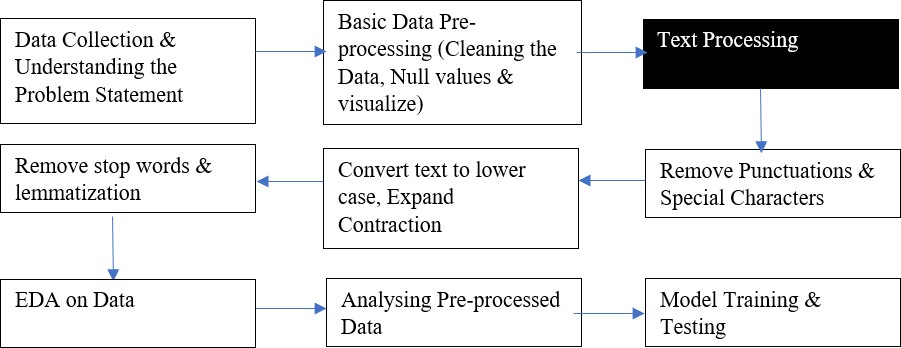 Data Collection &
Understanding the
Problem Statement
Basic Data Pre-
processing (Cleaning the
Data, Null values &
visualize)
Text Processing
Remove Punctuations &
Special Characters
Convert text to lower
case, Expand
Contraction
Remove stop words &
lemmatization
EDA on Data
Analysing Pre-processed
Data
Model Training &
Testing